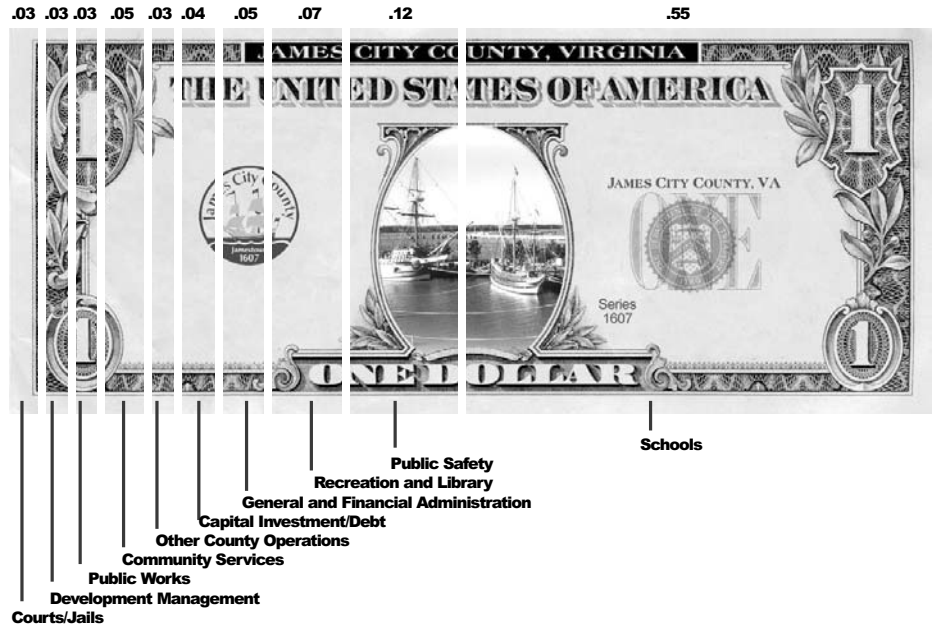 .03 .03 .03 .05 .03 .04 .05 .07 .12 .55
JAMES CITY COUNTY, VIRGINIA
THE UNITED STATES OF AMERICA
1
1
James City County
Jamestown
1607
JAMES CITY COUNTY, VA
ONE
Series
1607
1
1
ONE DOLLAR
Schools
Public Safety
Recreation and Library
General and Financial Administration
Capital Investment/Debt
Other County Operations
Community Services
Public Works
Development Management
Courts/Jails